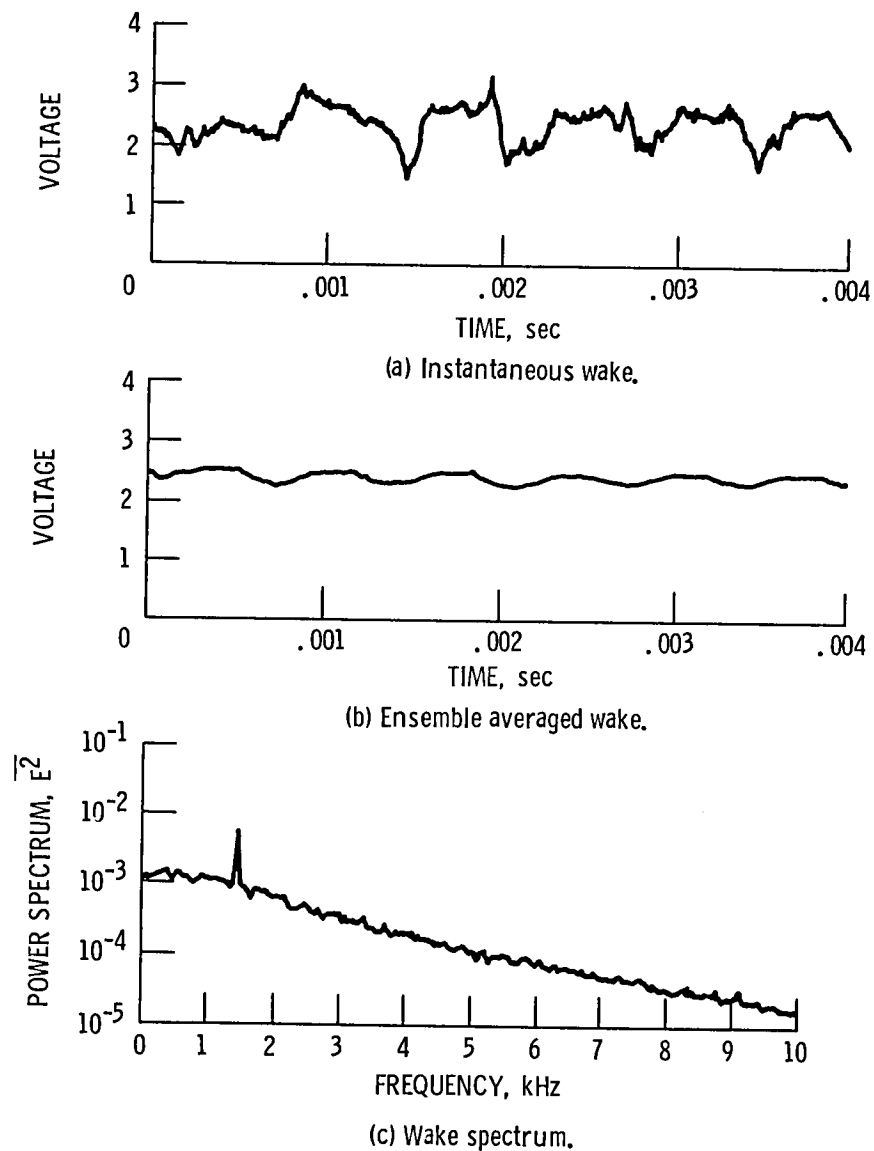 4
3
2
1
0
VOLTAGE
.001
.002
.003
.004
TIME, sec
(a) Instantaneous wake.
4
3
2
1
0
VOLTAGE
.001
.002
.003
.004
TIME, sec
(b) Ensemble averaged wake.
10-1
10-2
10-3
10-4
10-5
POWER SPECTRUM, E2
0 1 2 3 4 5 6 7 8 9 10
FREQUENCY, kHz
(c) Wake spectrum.